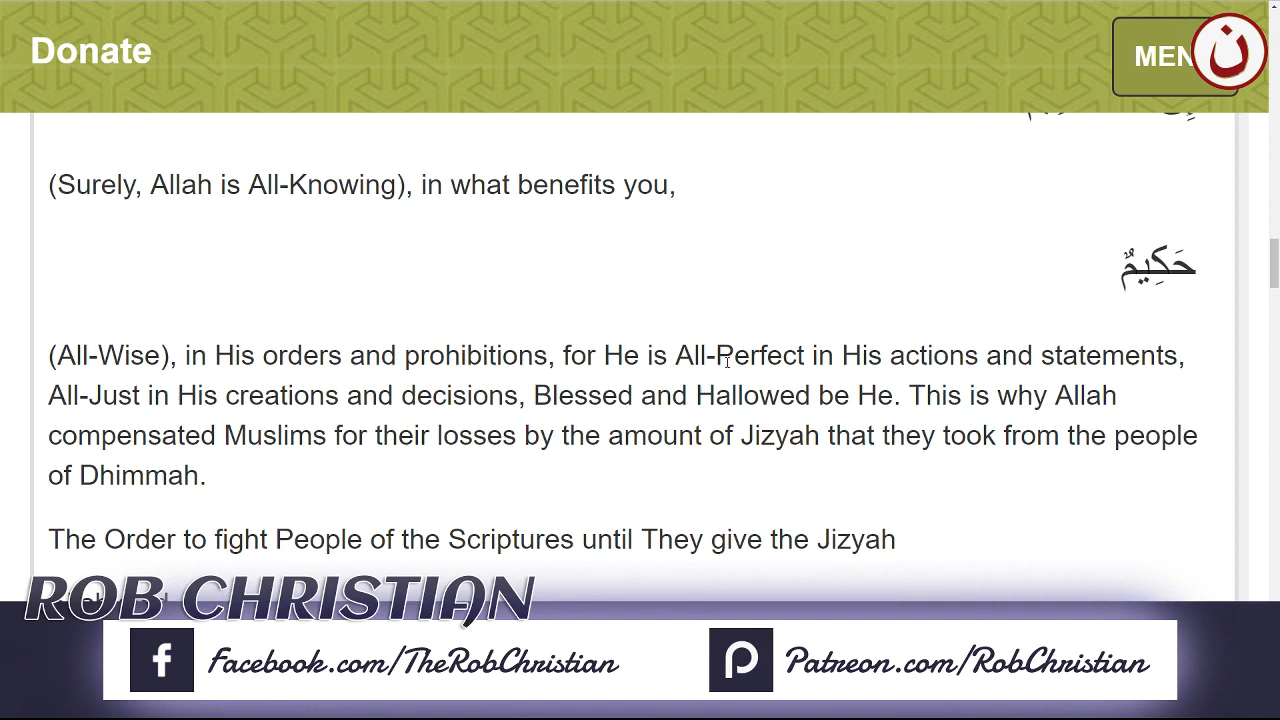 Donate
MEN
ن
(Surely, Allah is All-Knowing), in what benefits you,
حَكِيمٌ
(All-Wise), in His orders and prohibitions, for He is All-Perfect in His actions and statements,
All-Just in His creations and decisions, Blessed and Hallowed be He. This is why Allah
compensated Muslims for their losses by the amount of Jizyah that they took from the people
of Dhimmah.
The Order to fight People of the Scriptures until They give the Jizyah
ROB CHRISTIAN
Facebook.com/TheRobChristian
Patreon.com/RobChristian